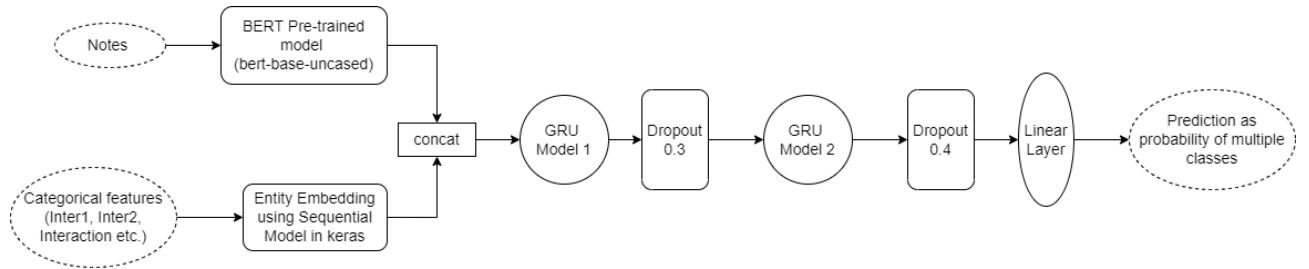 Notes
BERT Pre-trained
model
(bert-base-uncased)
concat
GRU
Model 1
Dropout
0.3
GRU
Model 2
Dropout
0.4
Linear
Layer
Prediction as
probability of multiple
classes
Categorical features
(Inter1, Inter2,
Interaction etc.)
Entity Embedding
using Sequential
Model in keras